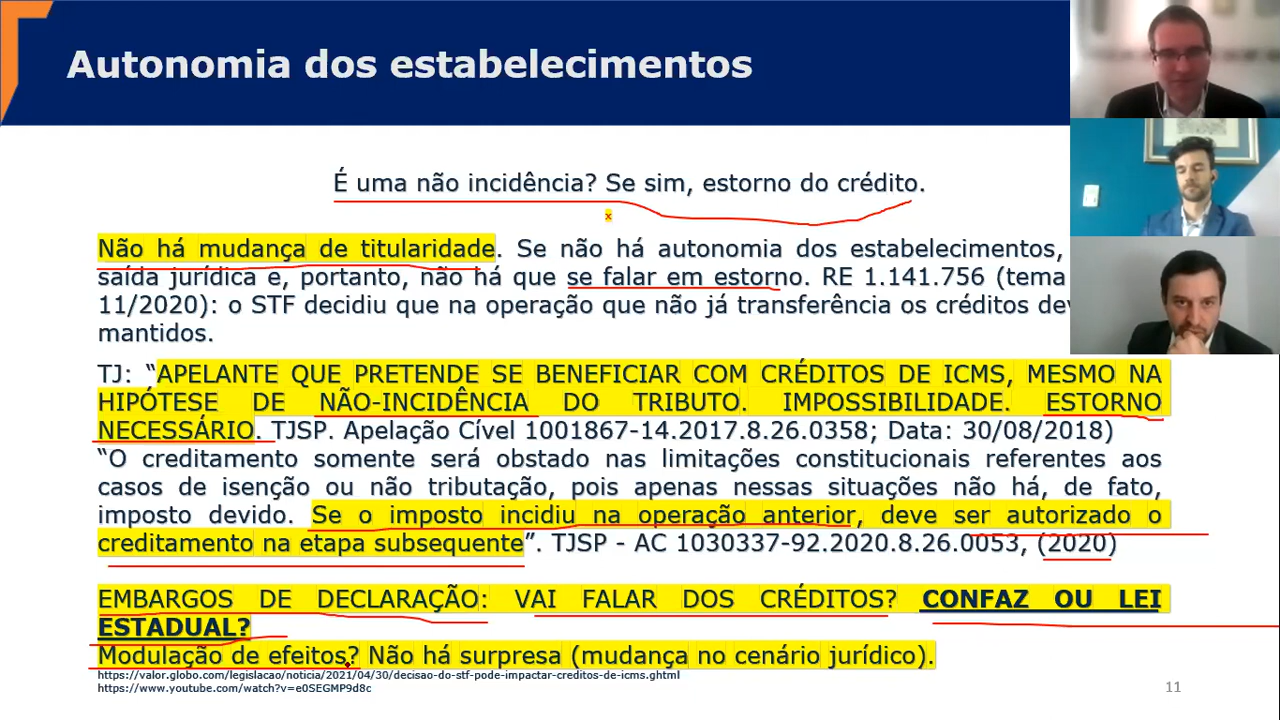 Autonomia dos estabelecimentos
É uma não incidência? Se sim, estorno do crédito.
x
Não há mudança de titularidade. Se não há autonomia dos estabelecimentos,
saída jurídica e, portanto, não há que se falar em estorno. RE 1.141.756 (tema
11/2020): o STF decidiu que na operação que não já transferência os créditos
mantidos.
TJ: “APELANTE QUE PRETENDE SE BENEFICIAR COM CRÉDITOS DE ICMS, MESMO NA
HIPÓTESE DE NÃO-INCIDÊNCIA DO TRIBUTO. IMPOSSIBILIDADE. ESTORNO
NECESSÁRIO. TJSP. Apelação Cível 1001867-14.2017.8.26.0358; Data: 30/08/2018)
“O creditamento somente será obstado nas limitações constitucionais referentes aos
casos de isenção ou não tributação, pois apenas nessas situações não há, de fato,
imposto devido. Se o imposto incidiu na operação anterior, deve ser autorizado o
creditamento na etapa subsequente”. TJSP - AC 1030337-92.2020.8.26.0053, (2020)
EMBARGOS DE DECLARAÇÃO: VAI FALAR DOS CRÉDITOS? CONFAZ OU LEI
ESTADUAL?
Modulação de efeitos? Não há surpresa (mudança no cenário jurídico).
https://valor.globo.com/legislacao/noticia/2021/04/30/decisao-do-stf-pode-impactar-creditos-de-icms.ghtml
https://www.youtube.com/watch?v=e0SEGMP9d8c
11